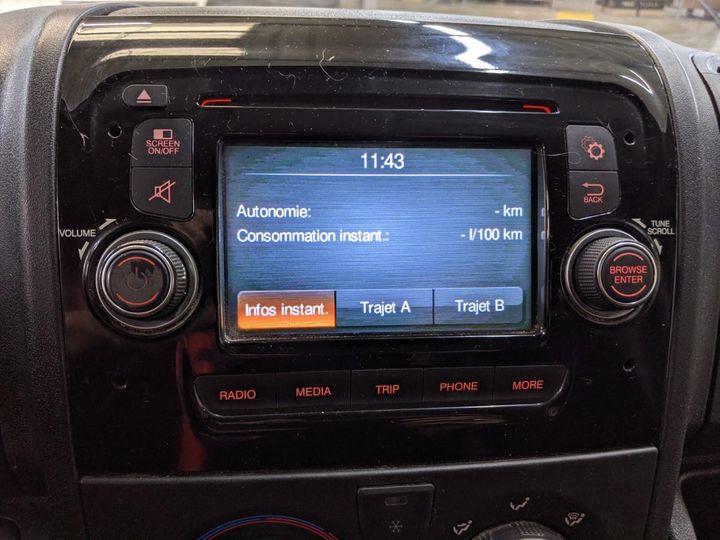 11:43
SCREEN
ON/OFF
Autonomie: - km
Consommation instant.: - l/100 km
BACK
VOLUME
TUNE
SCROLL
BROWSE
ENTER
Infos instant. Trajet A Trajet B
RADIO MEDIA TRIP PHONE MORE